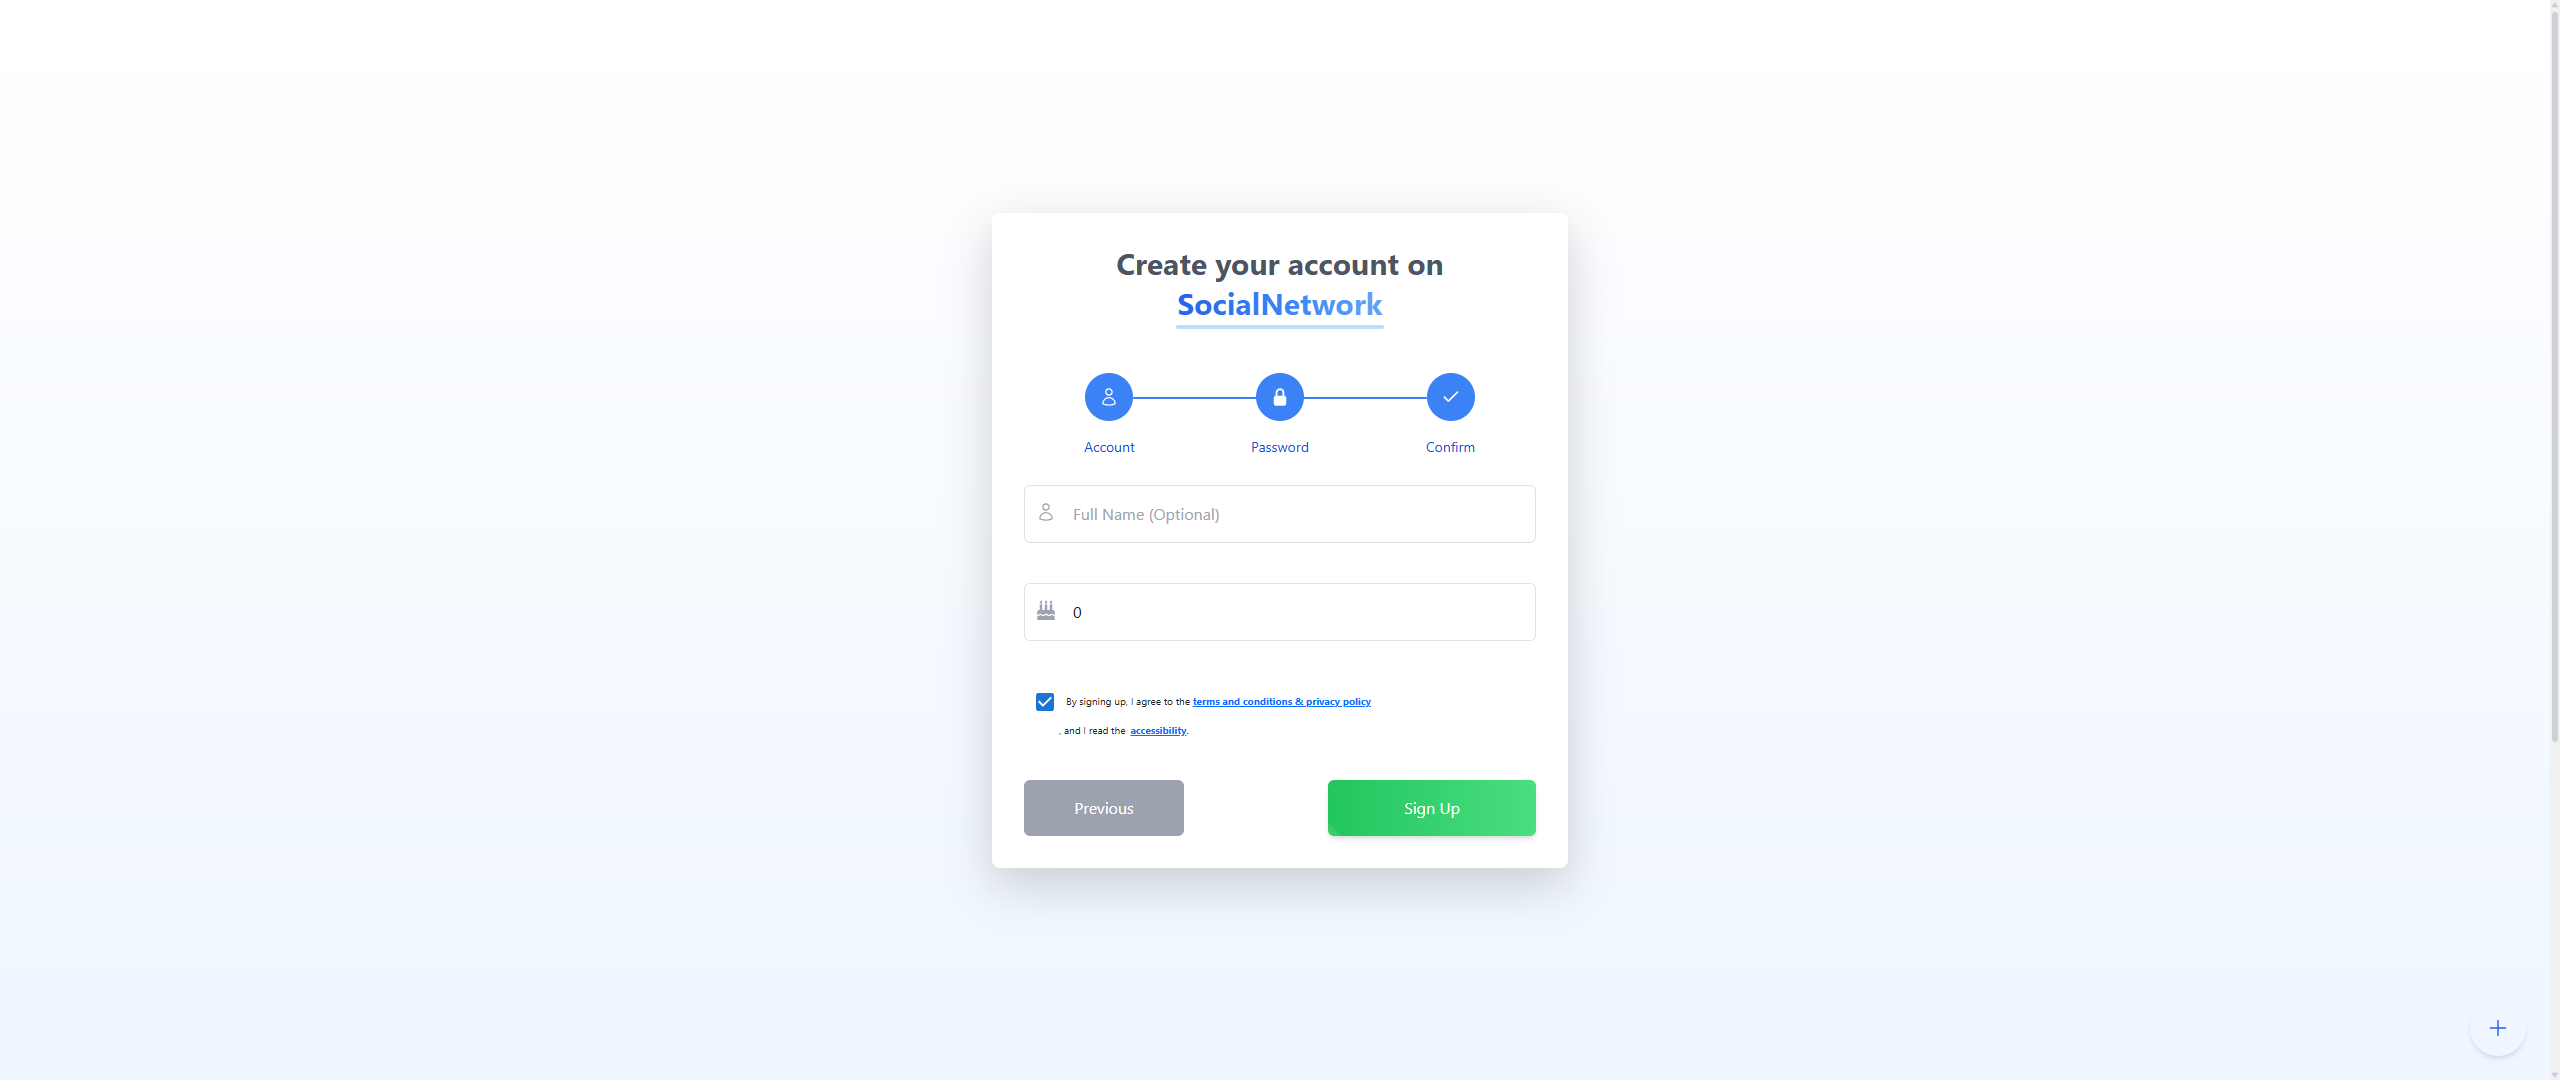 Create your account on
SocialNetwork
Account
Password
Confirm
Full Name (Optional)
0
By signing up, I agree to the terms and conditions & privacy policy
, and I read the accessibility.
Previous
Sign Up